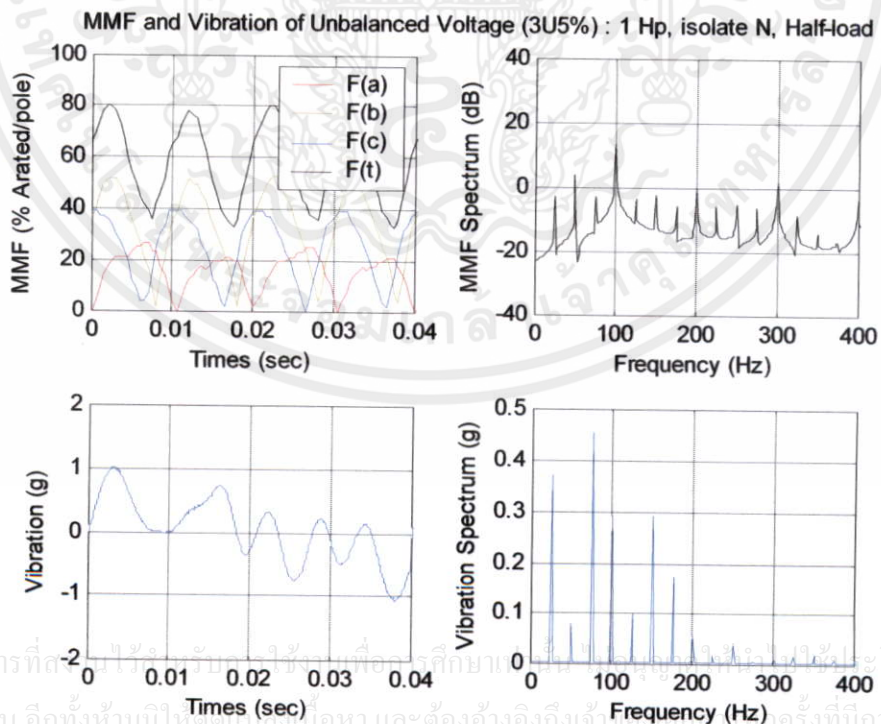 MMF and Vibration of Unbalanced Voltage (3U5%) : 1 Hp, isolate N, Half-load
MMF (% Arated/pole)
100
80
60
40
20
0
F(a)
F(b)
F(c)
F(t)
0 0.01 0.02 0.03 0.04
Times (sec)
MMF Spectrum (dB)
40
20
0
-20
-40
0 100 200 300 400
Frequency (Hz)
Vibration (g)
2
1
0
-1
-2
0.0 0.01 0.02 0.03 0.04
Times (sec)
Vibration Spectrum (g)
0.5
0.4
0.3
0.2
0.1
0
0 100 200 300 400
Frequency (Hz)